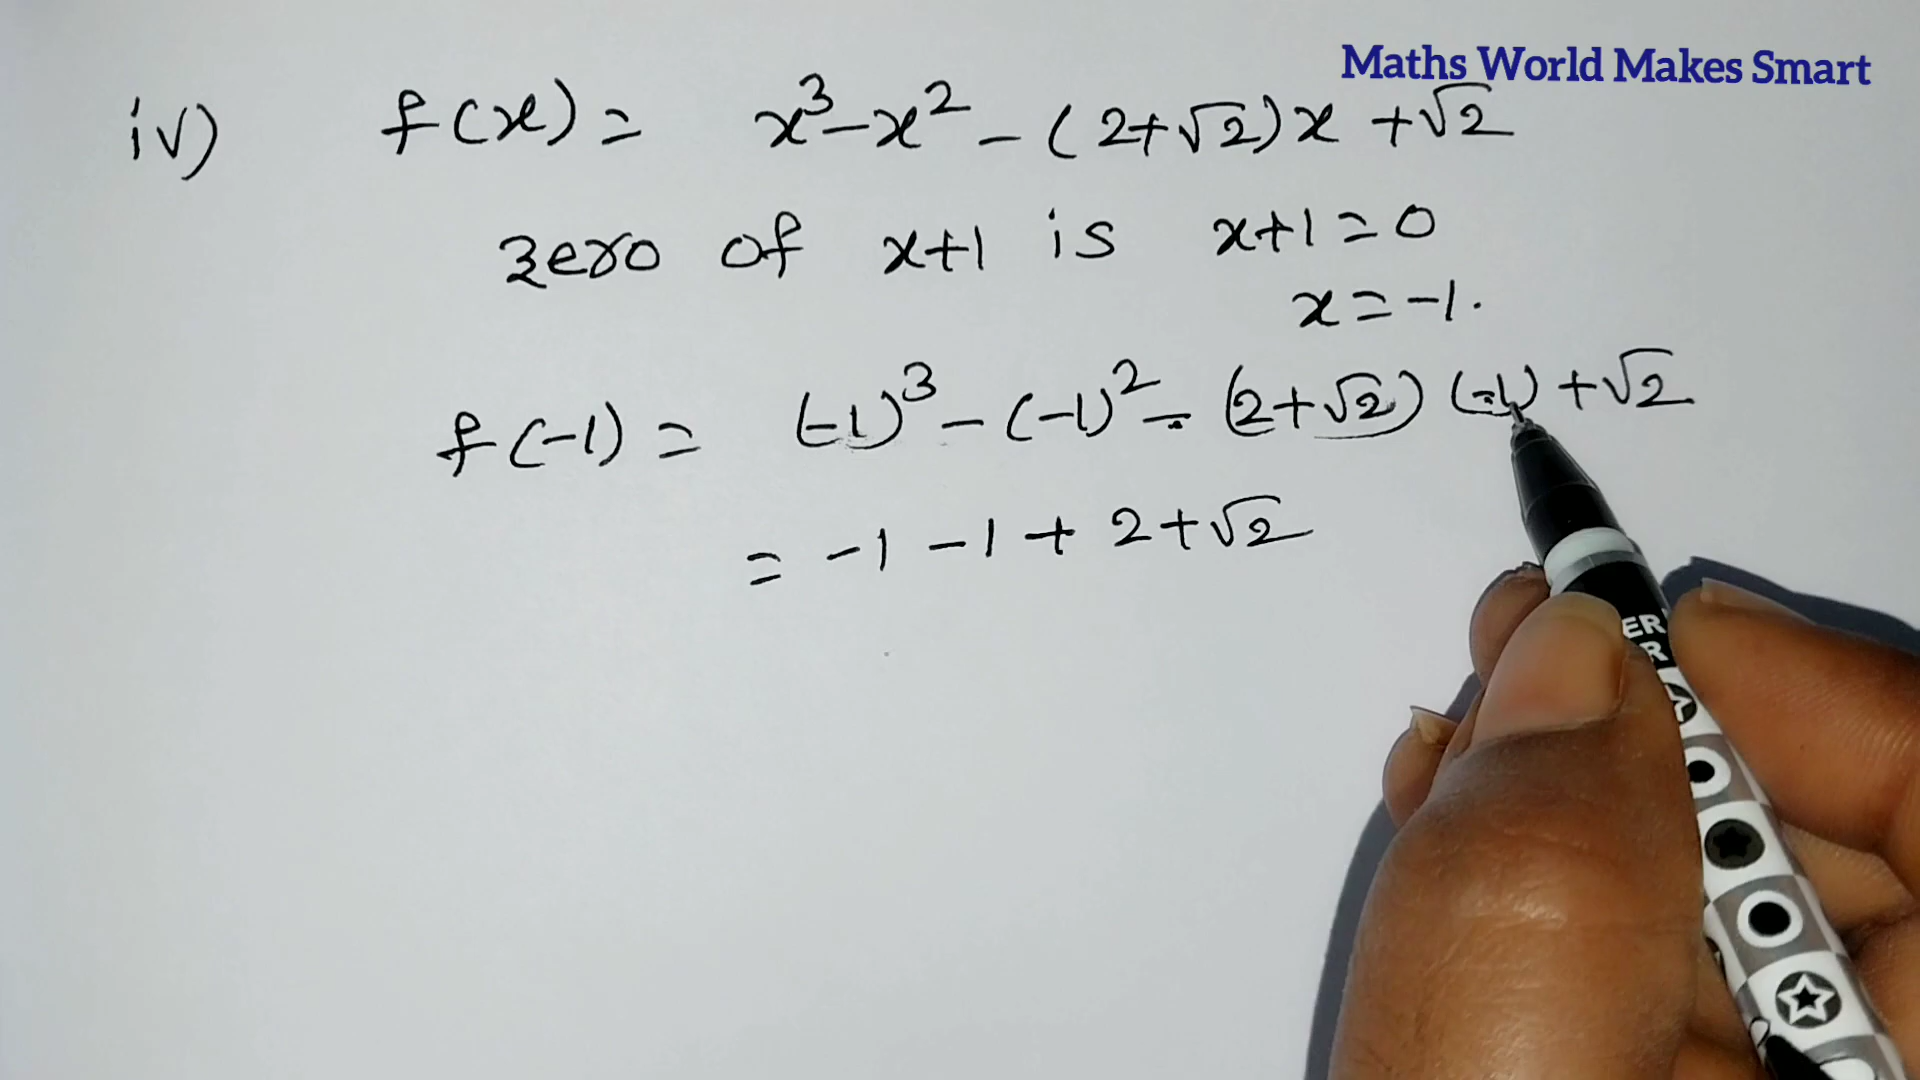 Maths World Makes Smart
iv) f(x) = x³-x² - (2+√2)x +√2
zero of x+1 is x+1=0
x = -1.
f(-1) = (-1)³ - (-1)² - (2+√2) (-1) +√2
= -1 -1 + 2+√2
ER
R